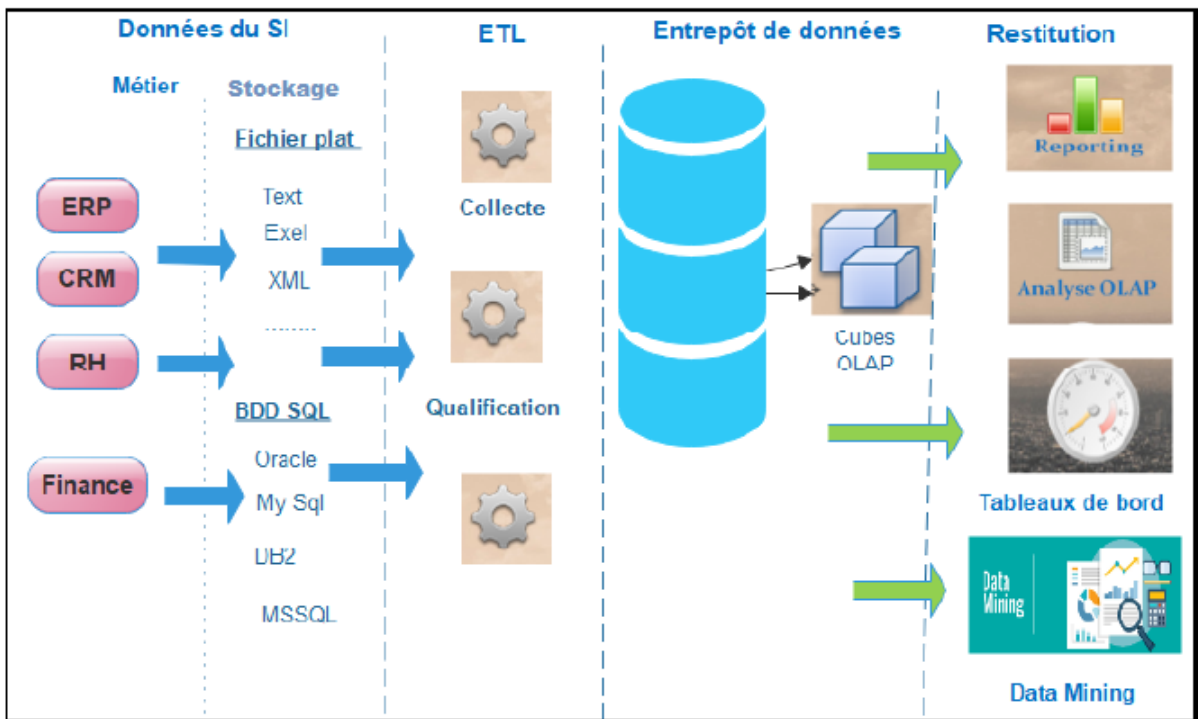 Données du SI
ETL
Entrepôt de données
Restitution
Métier
Stockage
Fichier plat
Text
Exel
XML
..........
BDD SQL
Oracle
My Sql
DB2
MSSQL
ERP
CRM
RH
Finance
Collecte
Qualification
Cubes
OLAP
Reporting
Analyse OLAP
Tableaux de bord
Data
Mining
Data Mining